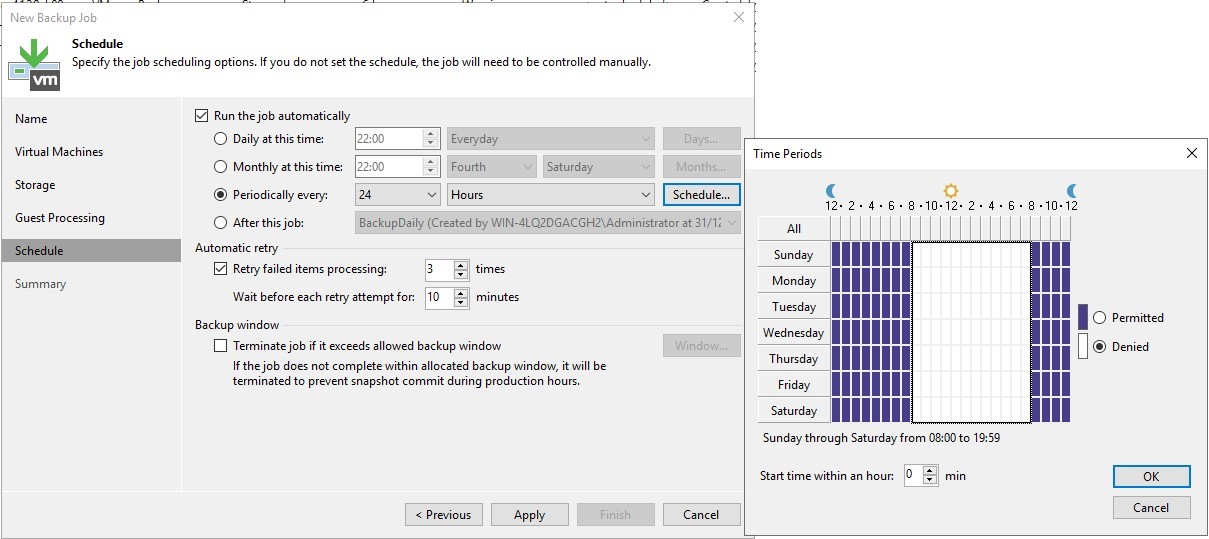 New Backup Job
Schedule
Specify the job scheduling options. If you do not set the schedule, the job will need to be controlled manually.
vm
Name
Virtual Machines
Storage
Guest Processing
Schedule
Summary
Run the job automatically
Daily at this time: 22:00 Everyday Days...
Monthly at this time: 22:00 Fourth Saturday Months...
Periodically every: 24 Hours Schedule...
After this job: BackupDaily (Created by WIN-4LQ2DGACGH2\Administrator at 31/12
Automatic retry
Retry failed items processing: 3 times
Wait before each retry attempt for: 10 minutes
Backup window
Terminate job if it exceeds allowed backup window Window...
If the job does not complete within allocated backup window, it will be
terminated to prevent snapshot commit during production hours.
< Previous Apply Finish Cancel
Time Periods
12 · 2 · 4 · 6 · 8 · 10 · 12 · 2 · 4 · 6 · 8 · 10 · 12
All
Sunday
Monday
Tuesday
Wednesday
Thursday
Friday
Saturday
Permitted
Denied
Sunday through Saturday from 08:00 to 19:59
Start time within an hour: 0 min
OK
Cancel